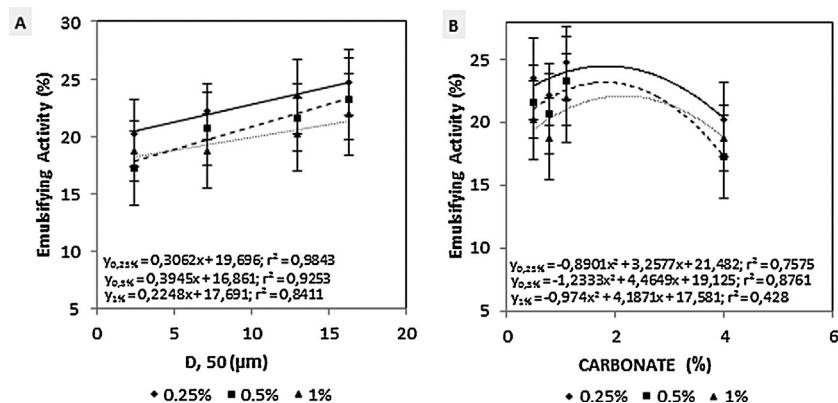 A
Emulsifying Activity (%)
30
25
20
15
10
5
y0,25%=0,3062x+19,696; r²=0,9843
y0,5%=0,3945x+16,861; r²=0,9253
y1%=0,2248x+17,691; r²=0,8411
0 5 10 15 20
D, 50 (µm)
0,25% 0,5% 1%
B
Emulsifying Activity (%)
25
20
15
10
5
y0,25%=-0,8901x²+3,2577x+21,482; r²=0,7575
y0,5%=-1,2333x²+4,4649x+19,125; r²=0,8761
y1%=-0,974x²+4,1871x+17,581; r²=0,428
0 2 4 6
CARBONATE (%)
0,25% 0,5% 1%